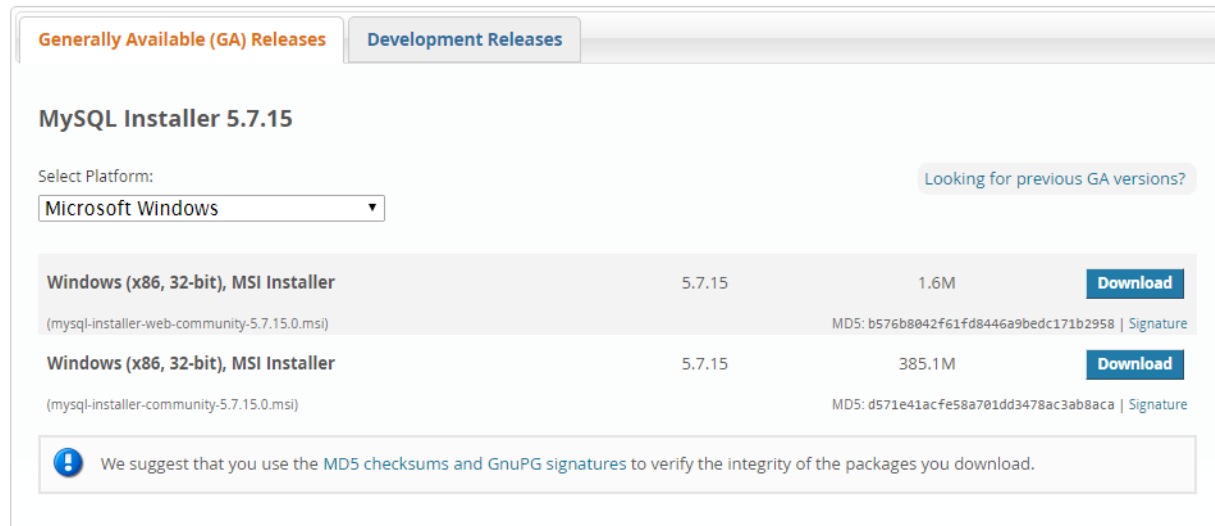 Generally Available (GA) Releases
Development Releases
MySQL Installer 5.7.15
Select Platform:
Looking for previous GA versions?
Microsoft Windows
Windows (x86, 32-bit), MSI Installer 5.7.15 1.6M Download
(mysql-installer-web-community-5.7.15.0.msi) MD5: b576b8042f61fd8446a9bedc171b2958 | Signature
Windows (x86, 32-bit), MSI Installer 5.7.15 385.1M Download
(mysql-installer-community-5.7.15.0.msi) MD5: d571e41acfe58a701dd3478ac3ab8aca | Signature
We suggest that you use the MD5 checksums and GnuPG signatures to verify the integrity of the packages you download.